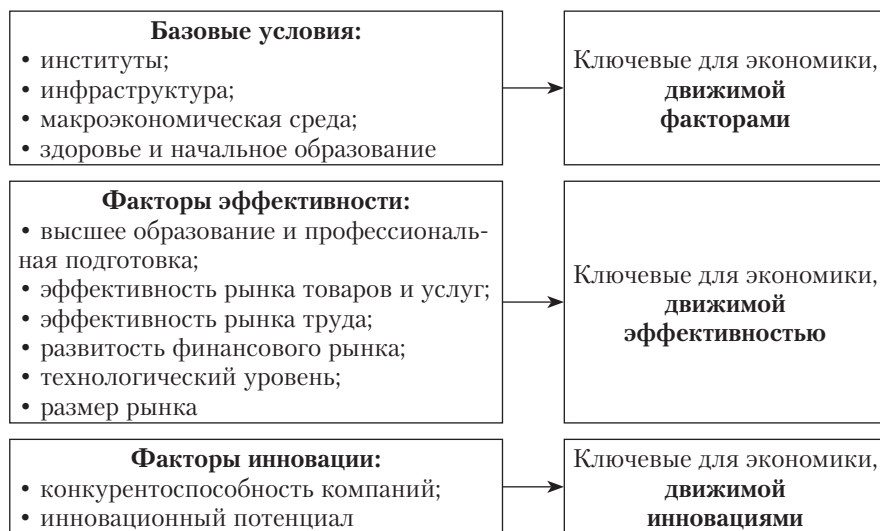 Базовые условия:
• институты;
• инфраструктура;
• макроэкономическая среда;
• здоровье и начальное образование
Ключевые для экономики,
движимой
факторами
Факторы эффективности:
• высшее образование и профессиональ-
ная подготовка;
• эффективность рынка товаров и услуг;
• эффективность рынка труда;
• развитость финансового рынка;
• технологический уровень;
• размер рынка
Ключевые для экономики,
движимой
эффективностью
Факторы инновации:
• конкурентоспособность компаний;
• инновационный потенциал
Ключевые для экономики,
движимой
инновациями